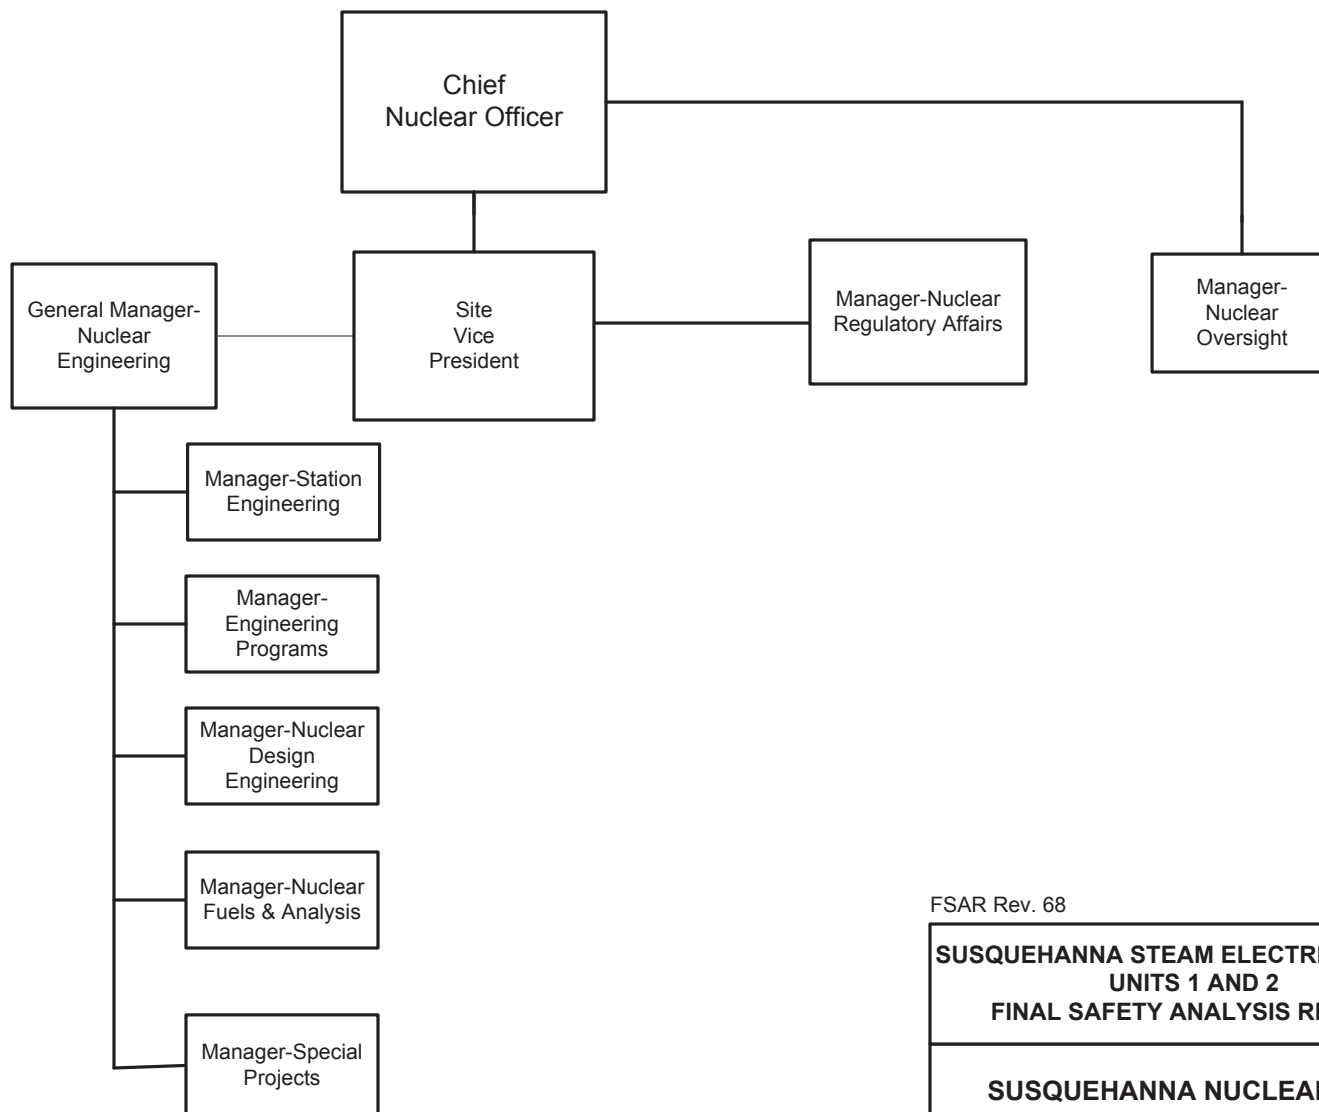 Chief
Nuclear Officer
General Manager-
Nuclear
Engineering
Site
Vice
President
Manager-Nuclear
Regulatory Affairs
Manager-
Nuclear
Oversight
Manager-Station
Engineering
Manager-
Engineering
Programs
Manager-Nuclear
Design
Engineering
Manager-Nuclear
Fuels & Analysis
Manager-Special
Projects
FSAR Rev. 68
SUSQUEHANNA STEAM
UNITS 1 AND 2
FINAL SAFETY ANALYSIS
SUSQUEHANNA NUCLEAR